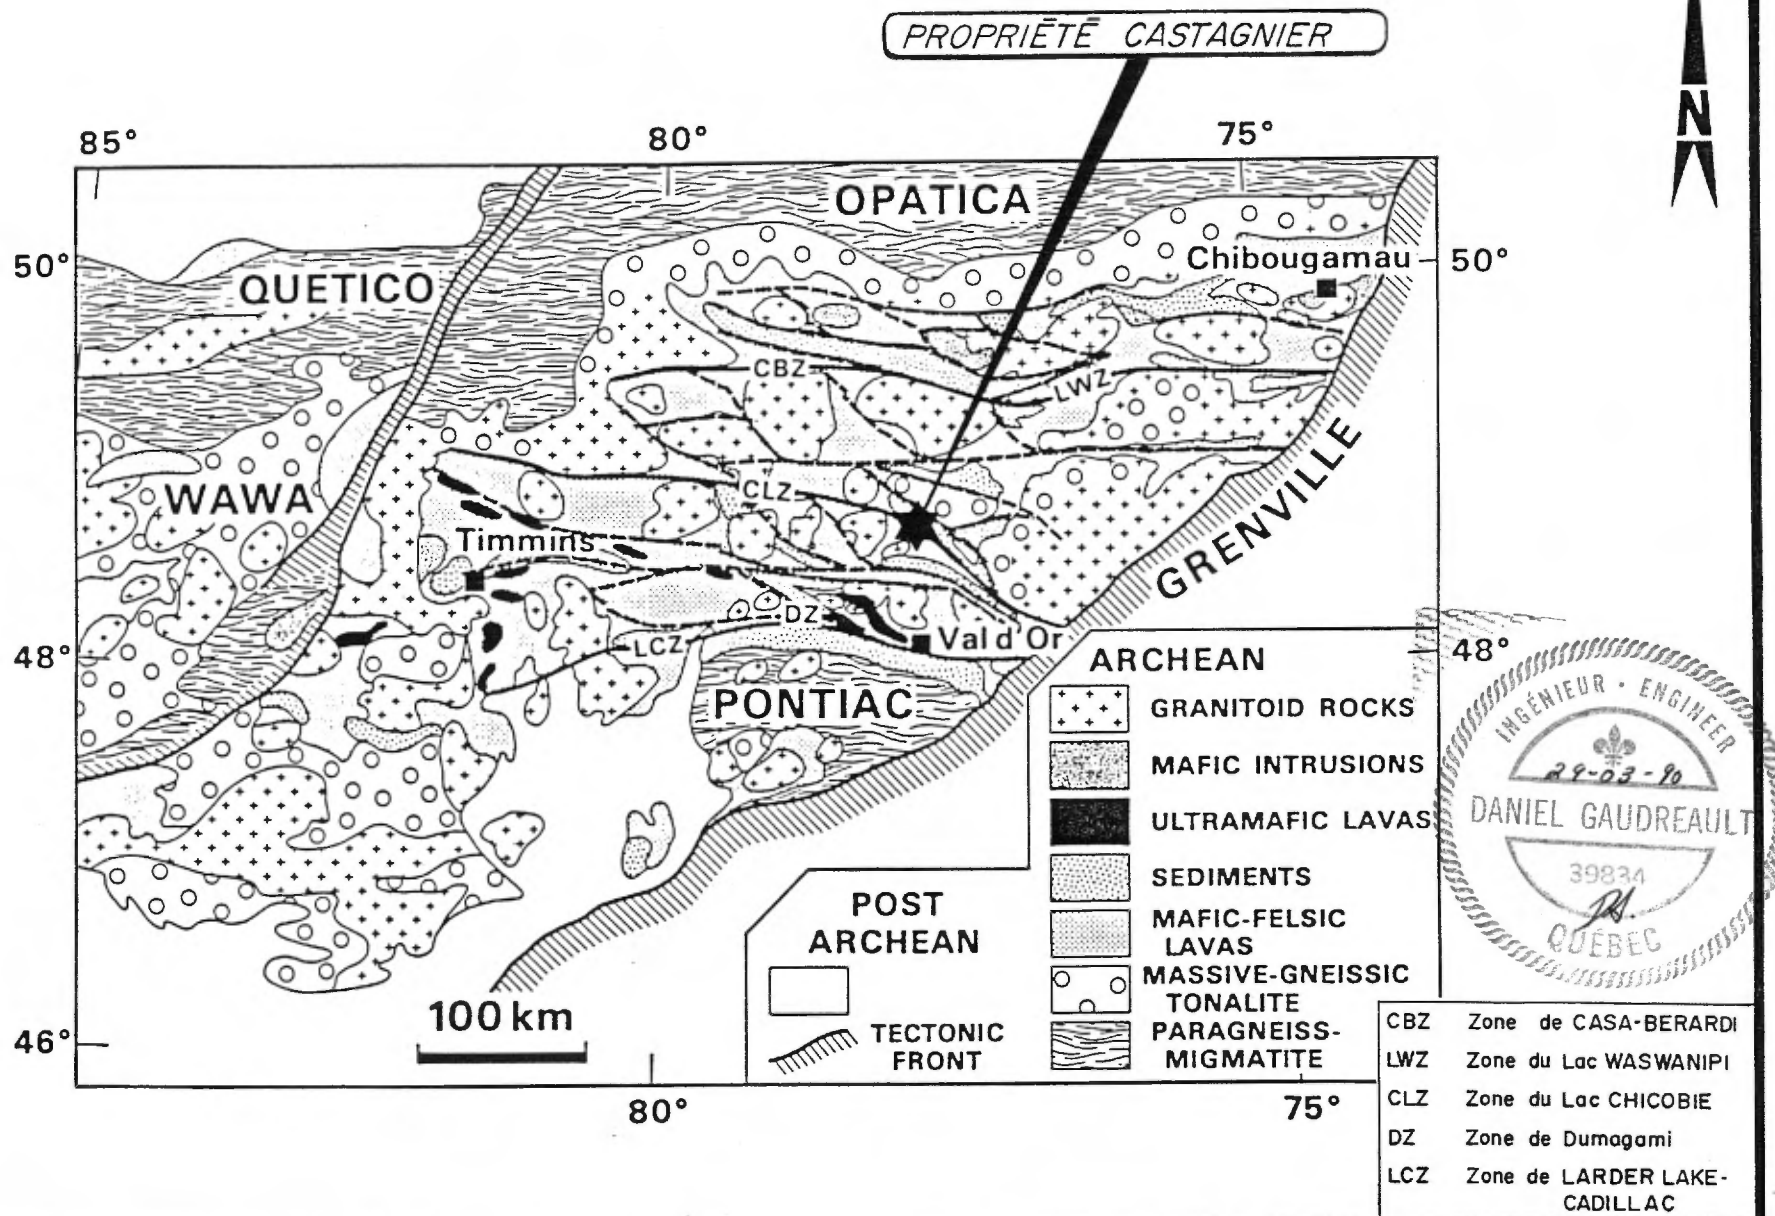 PROPRIÉTÉ CASTAGNIER
N
85°
80°
75°
OPATICA
50°
Chibougamau
50°
QUETICO
CBZ
LWZ
WAWA
CLZ
GRENVILLE
Timmins
DZ
48°
LCZ
Val d'Or
48°
PONTIAC
ARCHEAN
GRANITOID ROCKS
MAFIC INTRUSIONS
ULTRAMAFIC LAVAS
SEDIMENTS
MAFIC-FELSIC
LAVAS
MASSIVE-GNEISSIC
TONALITE
PARAGNEISS-
MIGMATITE
POST
ARCHEAN
TECTONIC
FRONT
100 km
46°
80°
75°
INGÉNIEUR · ENGINEER
29-03-90
DANIEL GAUDREAULT
39834
QUÉBEC
CBZ Zone de CASA-BERARDI
LWZ Zone du Lac WASWANIPI
CLZ Zone du Lac CHICOBIE
DZ Zone de Dumagami
LCZ Zone de LARDER LAKE-
CADILLAC